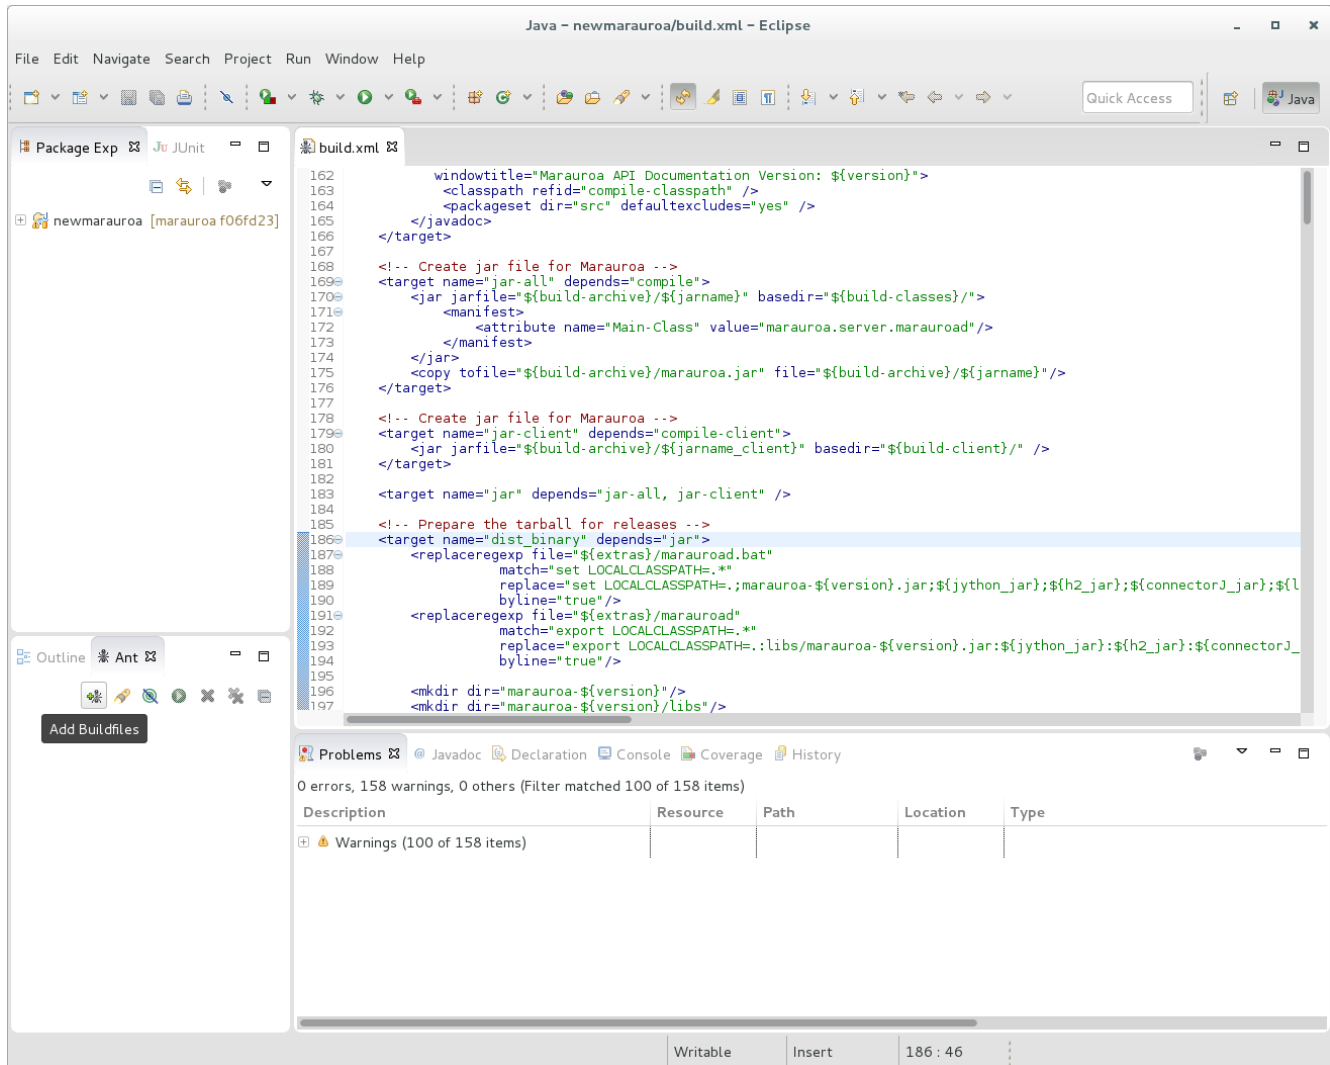 Java – newmarauroa/build.xml – Eclipse
File Edit Navigate Search Project Run Window Help
Quick Access
Java
Package Exp
JUnit
newmarauroa [marauroa f06fd23]
build.xml
162 windowtitle="Marauroa API Documentation Version: ${version}">
163 <classpath refid="compile-classpath" />
164 <packageset dir="src" defaultexcludes="yes" />
165 </javadoc>
166 </target>
167
168 <!-- Create jar file for Marauroa -->
169 <target name="jar-all" depends="compile">
170 <jar jarfile="${build-archive}/${jarname}" basedir="${build-classes}/">
171 <manifest>
172 <attribute name="Main-Class" value="marauroa.server.marauroad"/>
173 </manifest>
174 </jar>
175 <copy tofile="${build-archive}/marauroa.jar" file="${build-archive}/${jarname}"/>
176 </target>
177
178 <!-- Create jar file for Marauroa -->
179 <target name="jar-client" depends="compile-client">
180 <jar jarfile="${build-archive}/${jarname_client}" basedir="${build-client}/" />
181 </target>
182
183 <target name="jar" depends="jar-all, jar-client" />
184
185 <!-- Prepare the tarball for releases -->
186 <target name="dist_binary" depends="jar">
187 <replaceregexp file="${extras}/marauroad.bat"
188 match="set LOCALCLASSPATH=.*"
189 replace="set LOCALCLASSPATH=.;marauroa-${version}.jar;${jython_jar};${h2_jar};${connectorJ_jar};${l
190 byline="true"/>
191 <replaceregexp file="${extras}/marauroad"
192 match="export LOCALCLASSPATH=.*"
193 replace="export LOCALCLASSPATH=.:libs/marauroa-${version}.jar:${jython_jar}:${h2_jar}:${connectorJ_
194 byline="true"/>
195
196 <mkdir dir="marauroa-${version}"/>
197 <mkdir dir="marauroa-${version}/libs"/>
Outline
Ant
Add Buildfiles
Problems
Javadoc
Declaration
Console
Coverage
History
0 errors, 158 warnings, 0 others (Filter matched 100 of 158 items)
Description Resource Path Location Type
Warnings (100 of 158 items)
Writable Insert 186 : 46